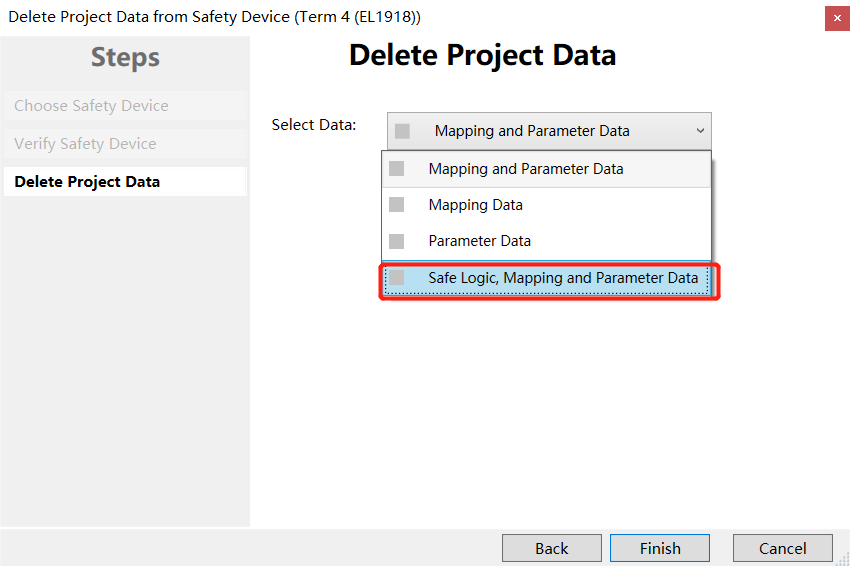 Delete Project Data from Safety Device (Term 4 (EL1918))
Steps
Choose Safety Device
Verify Safety Device
Delete Project Data
Delete Project Data
Select Data:
Mapping and Parameter Data
Mapping and Parameter Data
Mapping Data
Parameter Data
Safe Logic, Mapping and Parameter Data
Back
Finish
Cancel